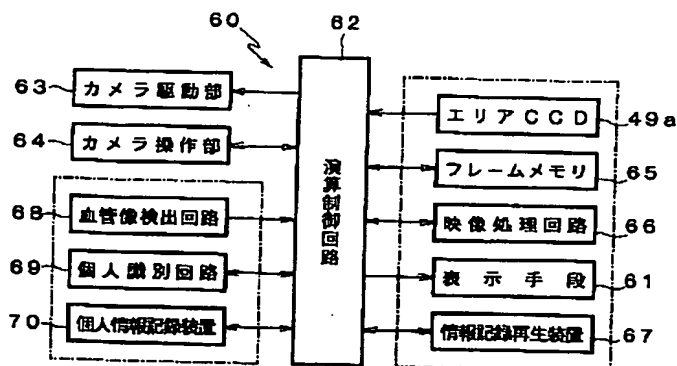 60
62
63 カメラ駆動部
64 カメラ操作部
68 血管像検出回路
69 個人識別回路
70 個人情報記録装置
演算制御回路
エリアCCD 49a
フレームメモリ 65
映像処理回路 66
表示手段 61
情報記録再生装置 67